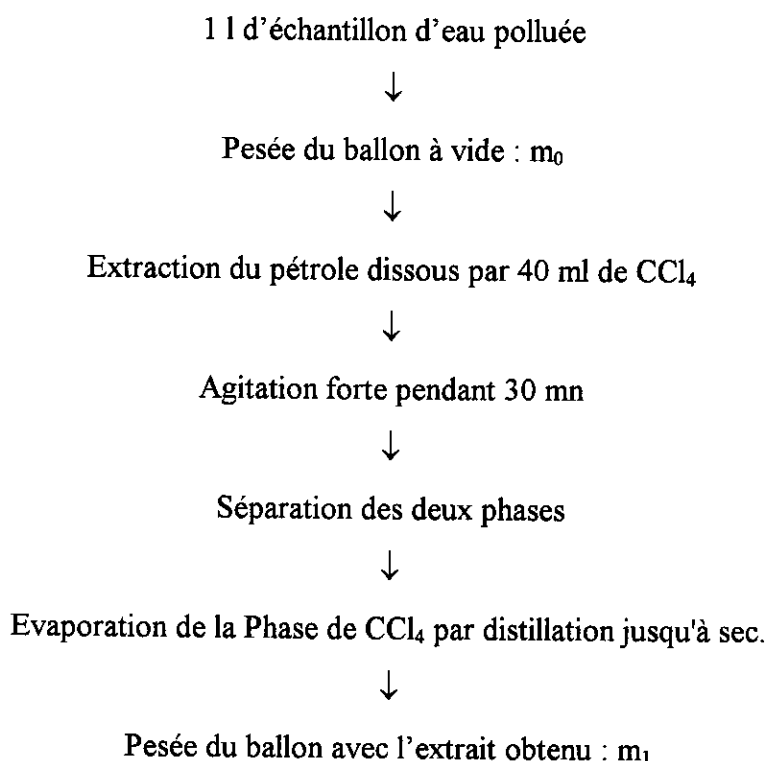 1 l d'échantillon d'eau polluée
↓
Pesée du ballon à vide : m₀
↓
Extraction du pétrole dissous par 40 ml de CCl₄
↓
Agitation forte pendant 30 mn
↓
Séparation des deux phases
↓
Evaporation de la Phase de CCl₄ par distillation jusqu'à sec.
↓
Pesée du ballon avec l'extrait obtenu : m₁